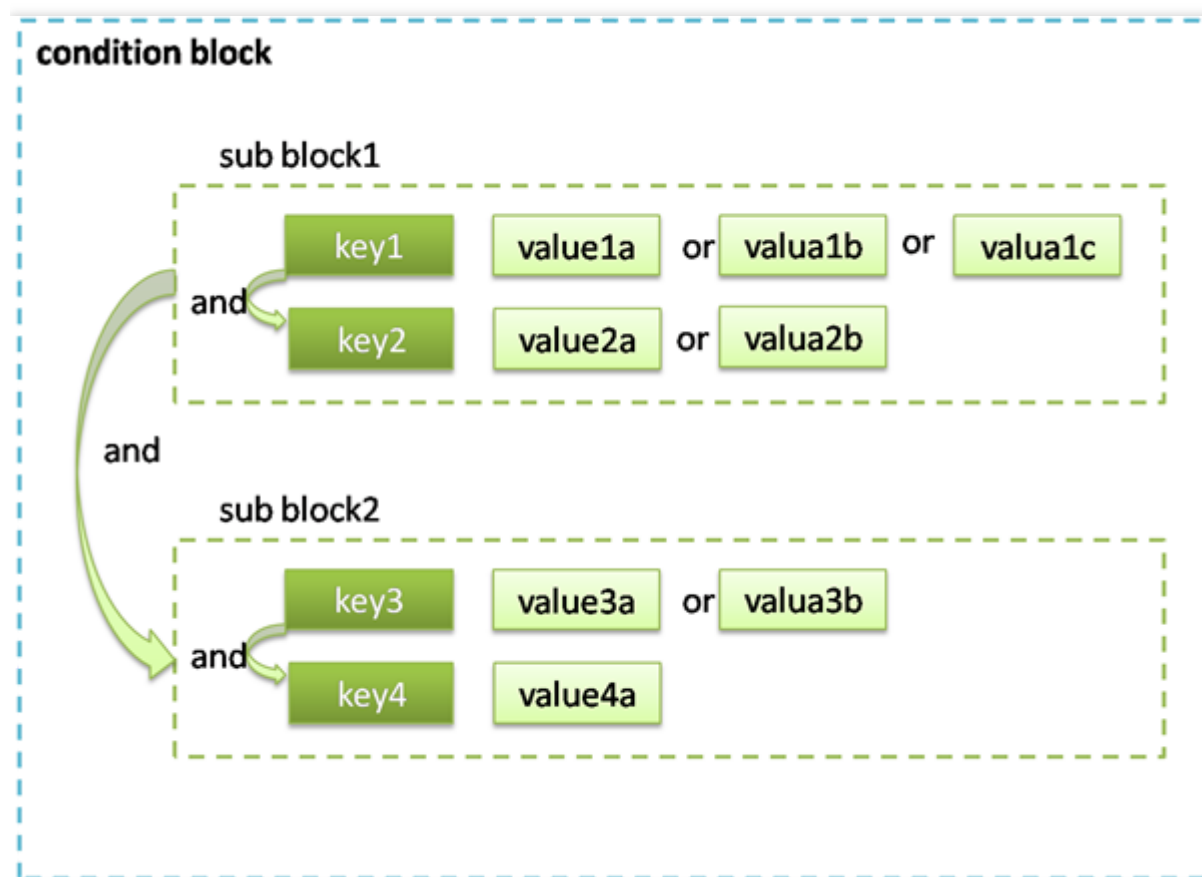 condition block
sub block1
key1 value1a or valua1b or valua1c
and
key2 value2a or valua2b
and
sub block2
key3 value3a or valua3b
and
key4 value4a